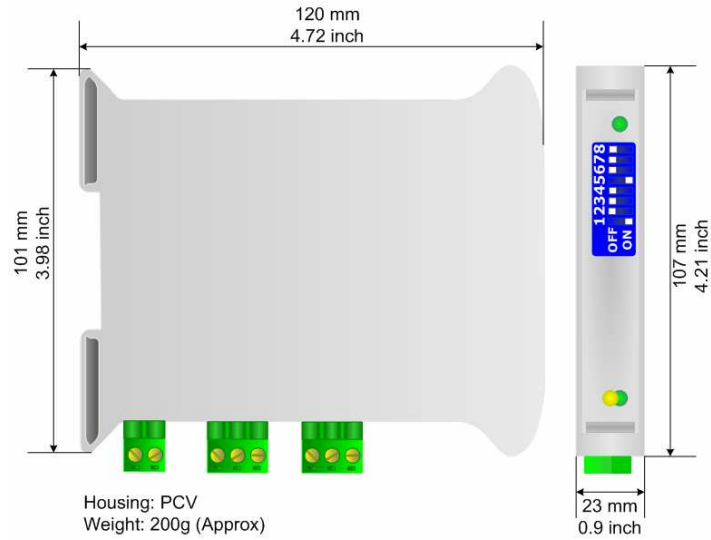 120 mm
4.72 inch
101 mm
3.98 inch
12345678
OFF
ON
107 mm
4.21 inch
Housing: PCV
Weight: 200g (Approx)
23 mm
0.9 inch